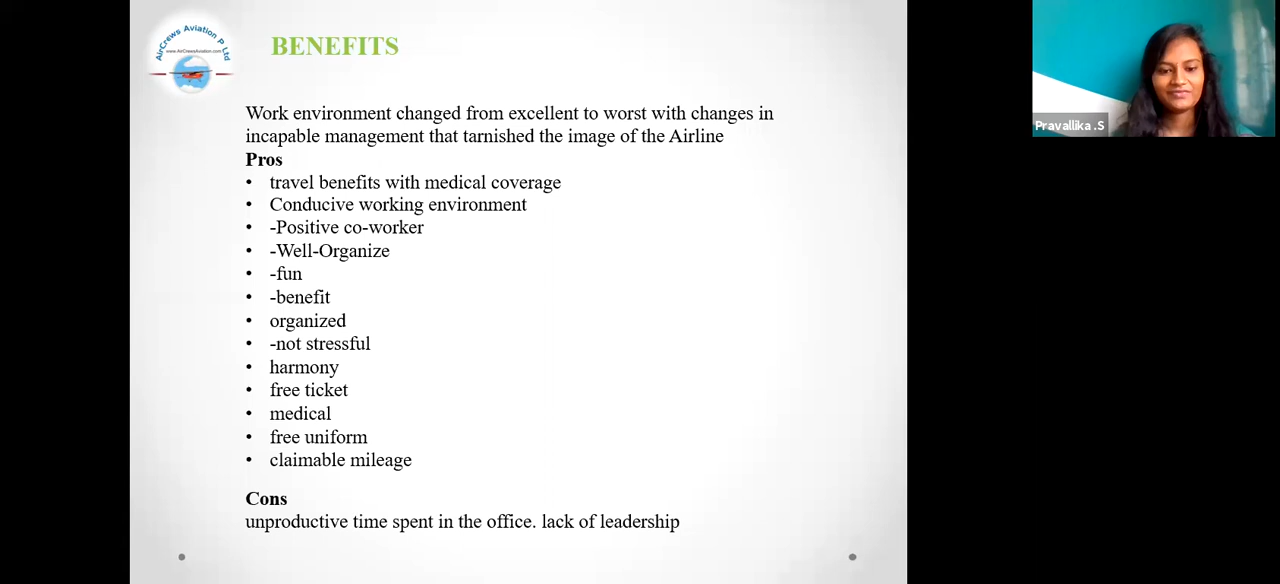 AirCrews Aviation P Ltd
www.AirCrewsAviation.com
BENEFITS
Pravallika .S
Work environment changed from excellent to worst with changes in
incapable management that tarnished the image of the Airline
Pros
• travel benefits with medical coverage
• Conducive working environment
• -Positive co-worker
• -Well-Organize
• -fun
• -benefit
• organized
• -not stressful
• harmony
• free ticket
• medical
• free uniform
• claimable mileage
Cons
unproductive time spent in the office. lack of leadership